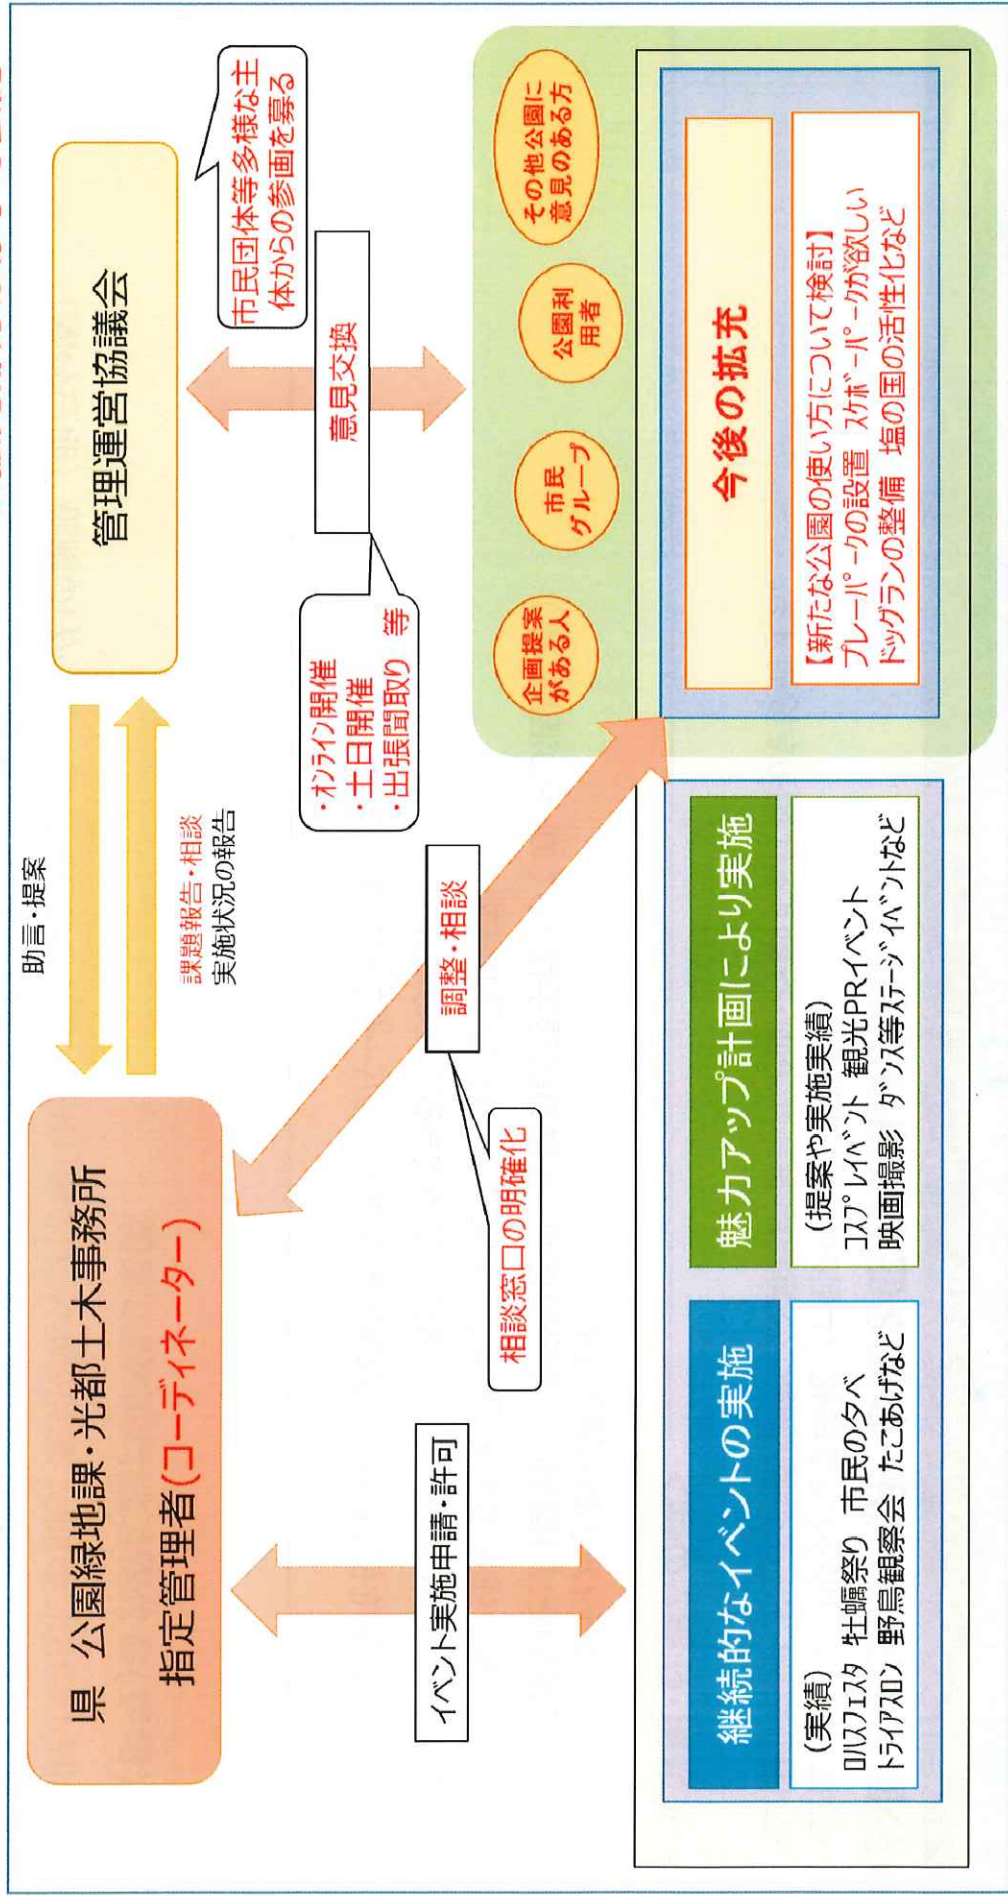 県 公園緑地課・光都土木事務所
指定管理者(コーディネーター)
助言・提案
課題報告・相談
実施状況の報告
管理運営協議会
市民団体等多様な主
体からの参画を募る
意見交換
・オンライン開催
・土日開催
・出張聞取り 等
イベント実施申請・許可
相談窓口の明確化
調整・相談
企画提案
がある人
市民
グループ
公園利
用者
その他公園に
意見のある方
継続的なイベントの実施
(実績)
ロハスフェスタ 牡蠣祭り 市民の夕べ
トライアスロン 野鳥観察会 たこあげなど
魅力アップ計画により実施
(提案や実施実績)
コスプレイベント 観光PRイベント
映画撮影 ダンス等ステージイベントなど
今後の拡充
【新たな公園の使い方について検討】
プレーパークの設置 スケボーパークが欲しい
ドッグランの整備 塩の国の活性化など